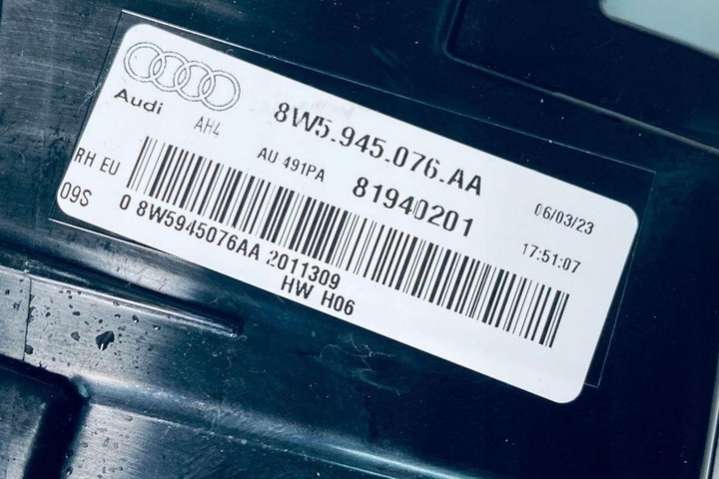 Audi
AH4
8W5.945.076.AA
RH EU
AU 491PA
81940201
06/03/23
09S
17:51:07
0 8W5945076AA 2011309
HW H06